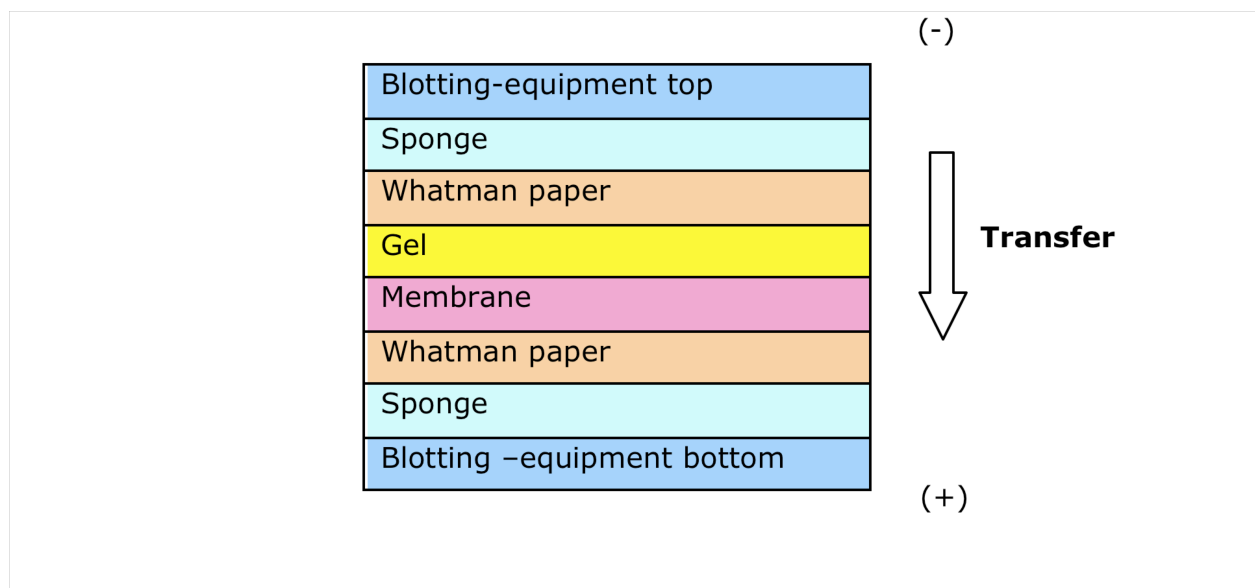 (-)
Blotting-equipment top
Sponge
Whatman paper
Gel
Transfer
Membrane
Whatman paper
Sponge
Blotting –equipment bottom
(+)